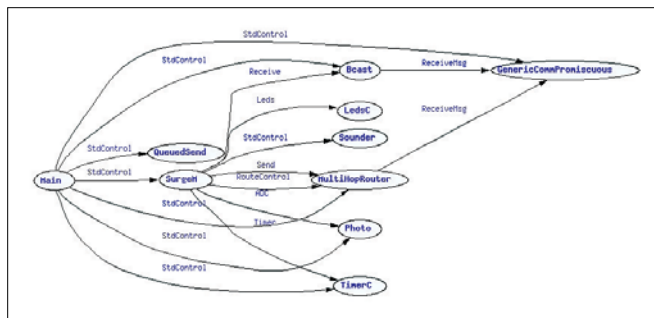 StdControl
StdControl
Receive
Bcast
ReceiveMsg
GenericCommPromiscuous
Leds
LedsC
ReceiveMsg
StdControl
Sounder
StdControl
QueuedSend
Send
StdControl
Main
SurgeM
RouteControl
MultiHopRouter
ADC
StdControl
Timer
Photo
StdControl
StdControl
TimerC